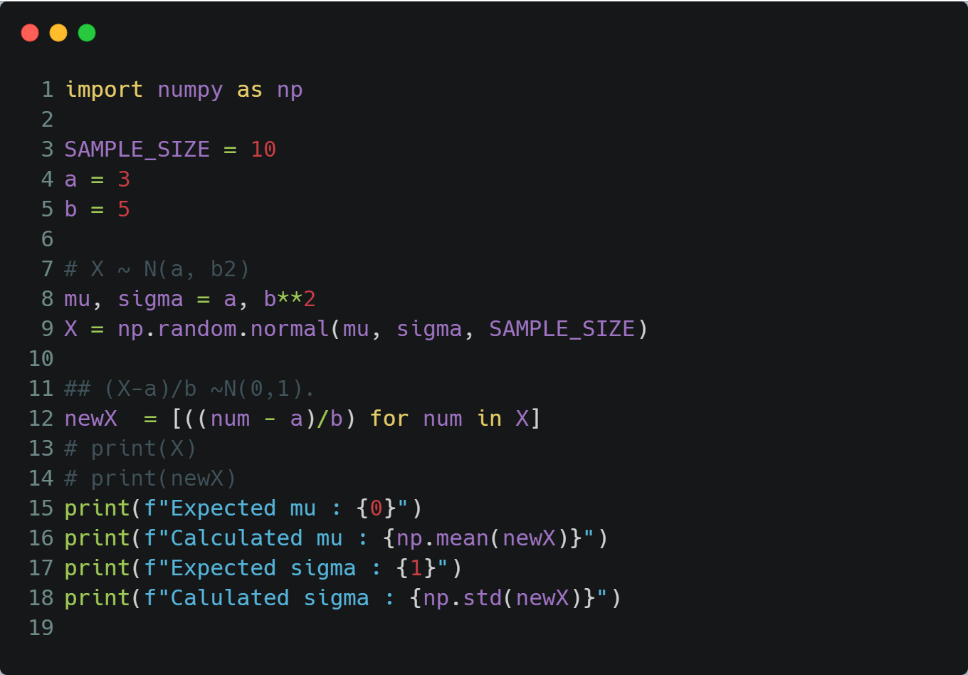 1 import numpy as np
2
3 SAMPLE_SIZE = 10
4 a = 3
5 b = 5
6
7 # X ~ N(a, b2)
8 mu, sigma = a, b**2
9 X = np.random.normal(mu, sigma, SAMPLE_SIZE)
10
11 ## (X-a)/b ~N(0,1).
12 newX  = [((num - a)/b) for num in X]
13 # print(X)
14 # print(newX)
15 print(f"Expected mu : {0}")
16 print(f"Calculated mu : {np.mean(newX)}")
17 print(f"Expected sigma : {1}")
18 print(f"Calulated sigma : {np.std(newX)}")
19